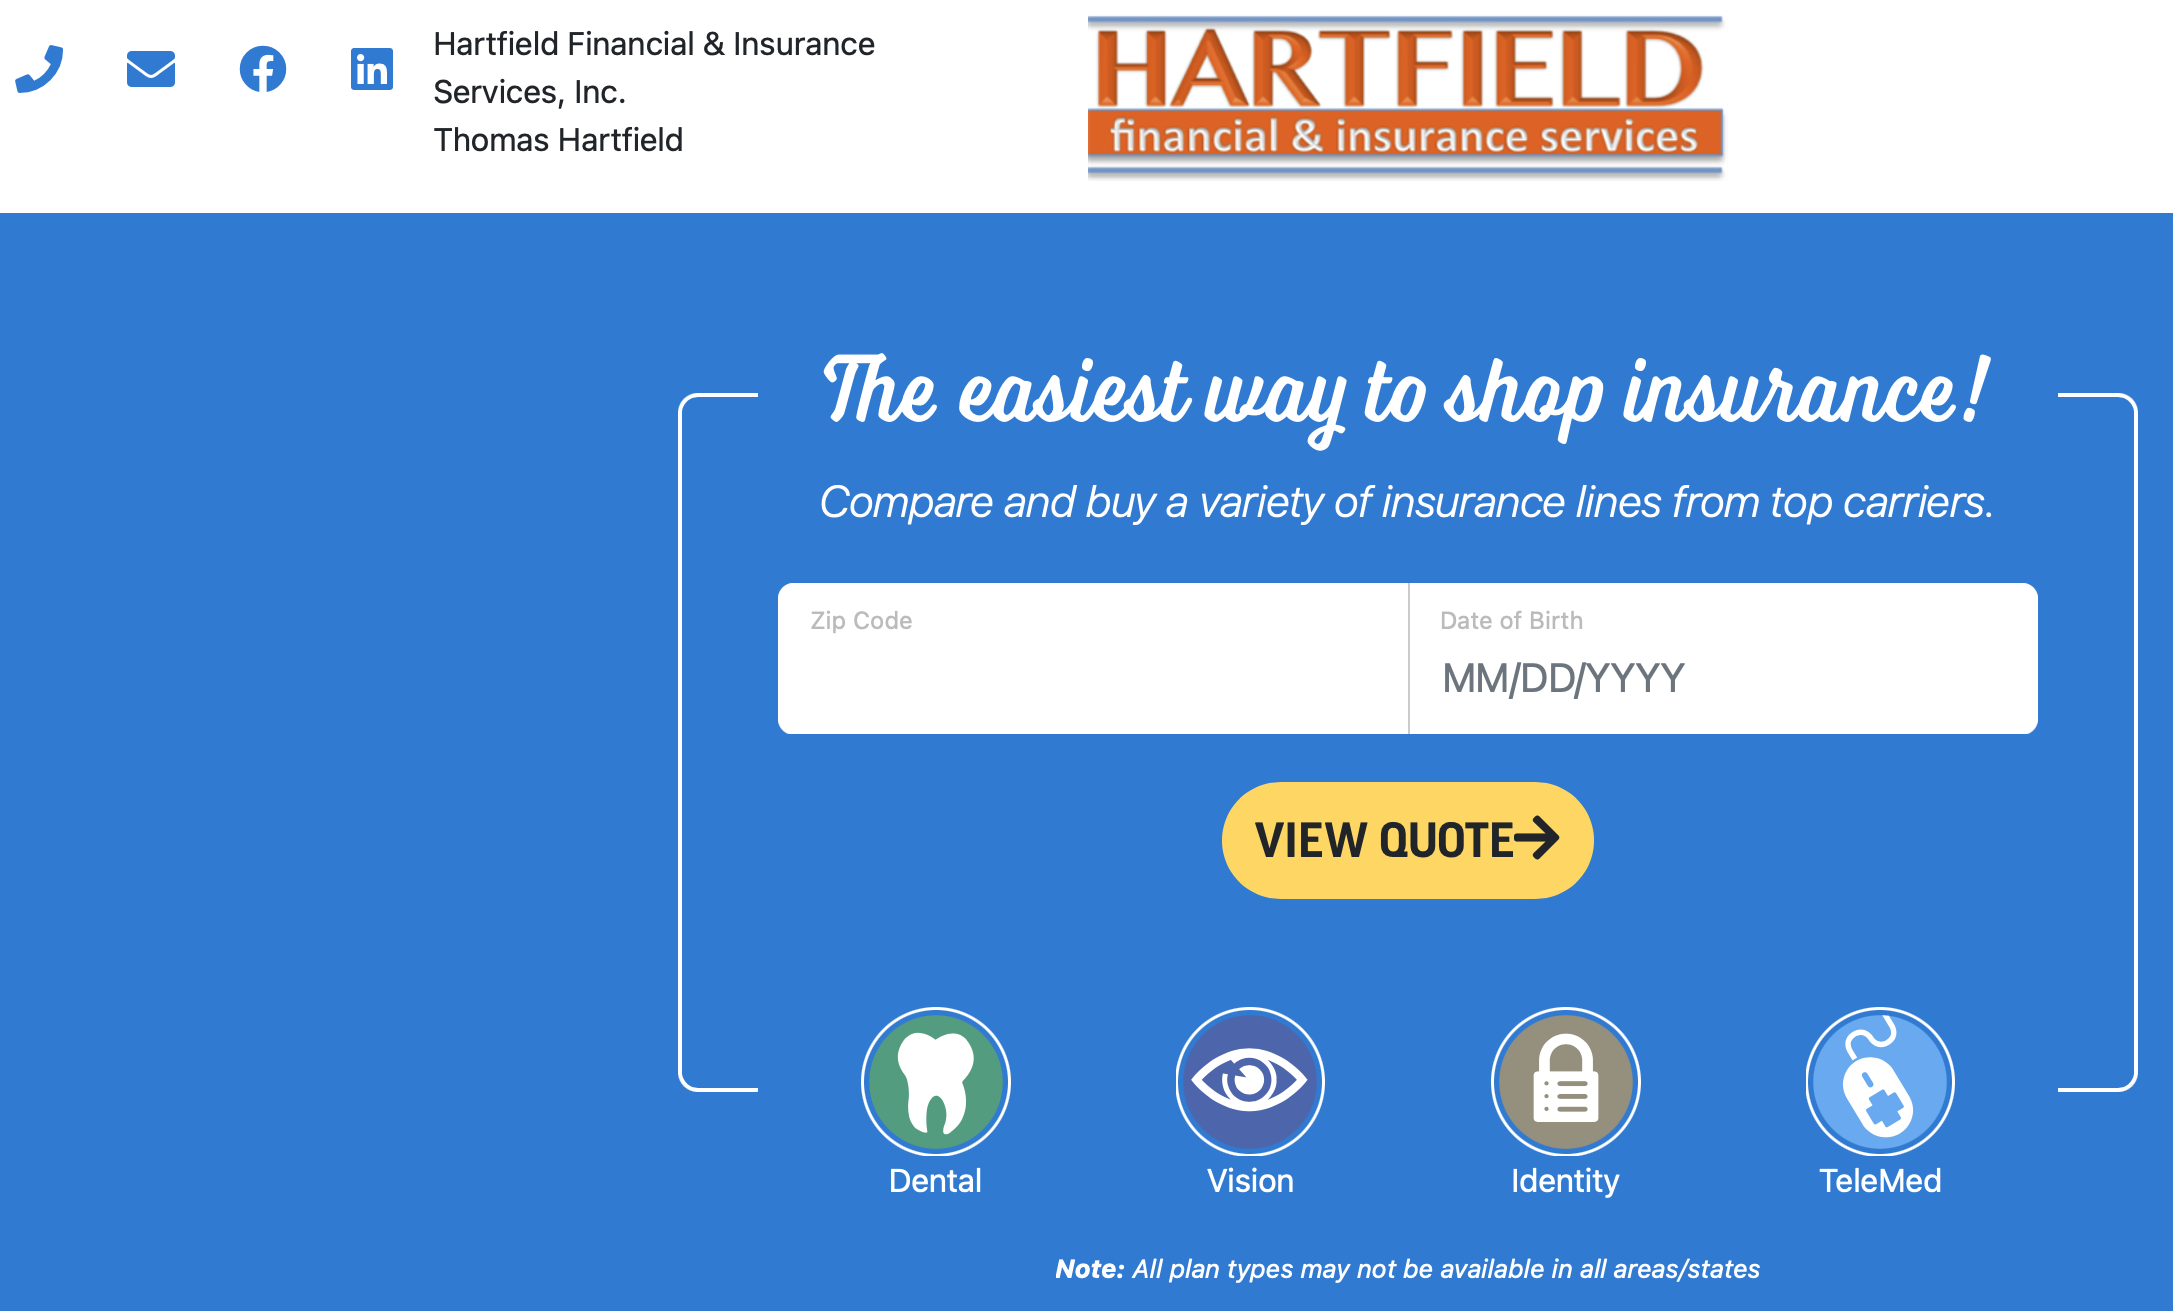 Hartfield Financial & Insurance
Services, Inc.
Thomas Hartfield
HARTFIELD
financial & insurance services
The easiest way to shop insurance!
Compare and buy a variety of insurance lines from top carriers.
Zip Code
Date of Birth
MM/DD/YYYY
VIEW QUOTE
Dental
Vision
Identity
TeleMed
Note: All plan types may not be available in all areas/states